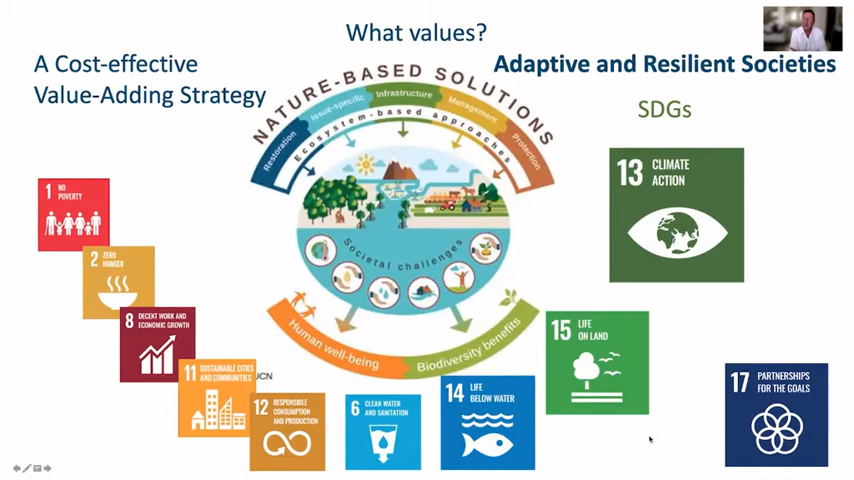 What values?
A Cost-effective
Value-Adding Strategy
Adaptive and Resilient Societies
SDGs
NATURE-BASED SOLUTIONS
Restoration
Issue-specific
Infrastructure
Management
Protection
Ecosystem-based approaches
Societal challenges
Human well-being
Biodiversity benefits
UCN
1 NO
POVERTY
2 ZERO
HUNGER
8 DECENT WORK AND
ECONOMIC GROWTH
11 SUSTAINABLE CITIES
AND COMMUNITIES
12 RESPONSIBLE
CONSUMPTION
AND PRODUCTION
6 CLEAN WATER
AND SANITATION
14 LIFE
BELOW WATER
15 LIFE
ON LAND
13 CLIMATE
ACTION
17 PARTNERSHIPS
FOR THE GOALS